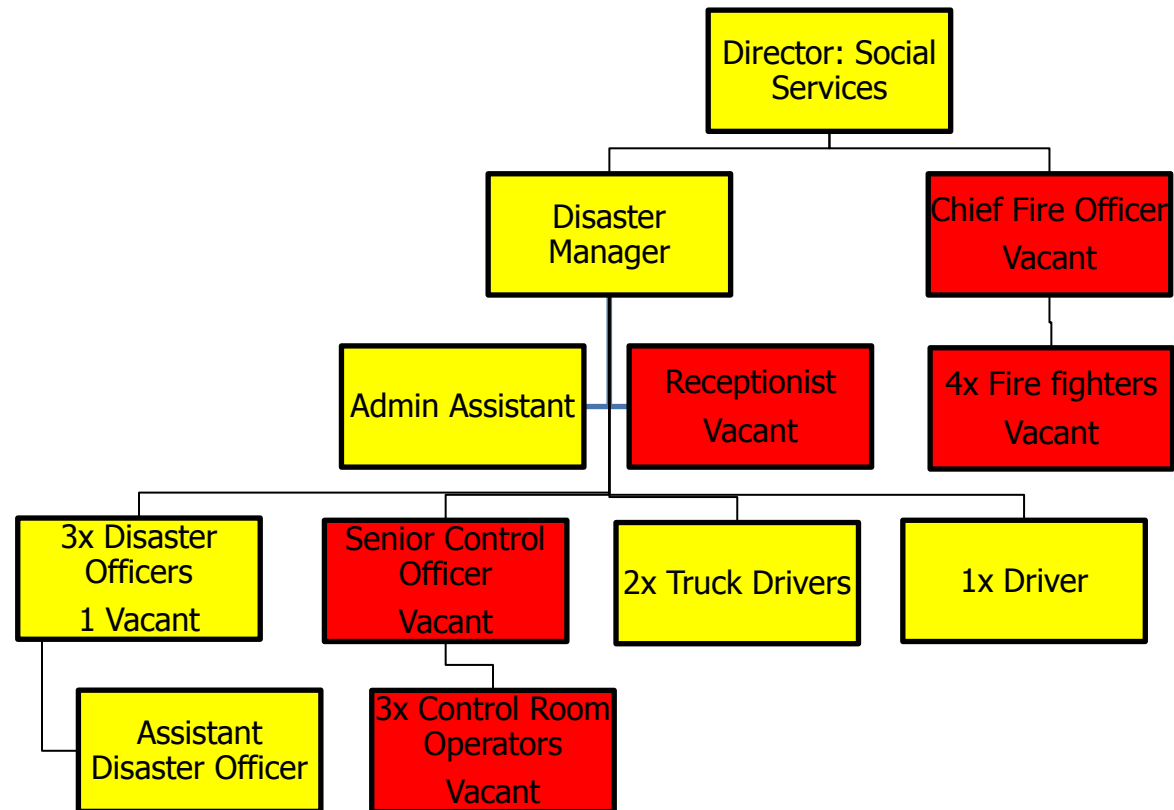 Director: Social
Services
Disaster
Manager
Chief Fire Officer
Vacant
Admin Assistant
Receptionist
Vacant
4x Fire fighters
Vacant
3x Disaster
Officers
1 Vacant
Senior Control
Officer
Vacant
2x Truck Drivers
1x Driver
Assistant
Disaster Officer
3x Control Room
Operators
Vacant